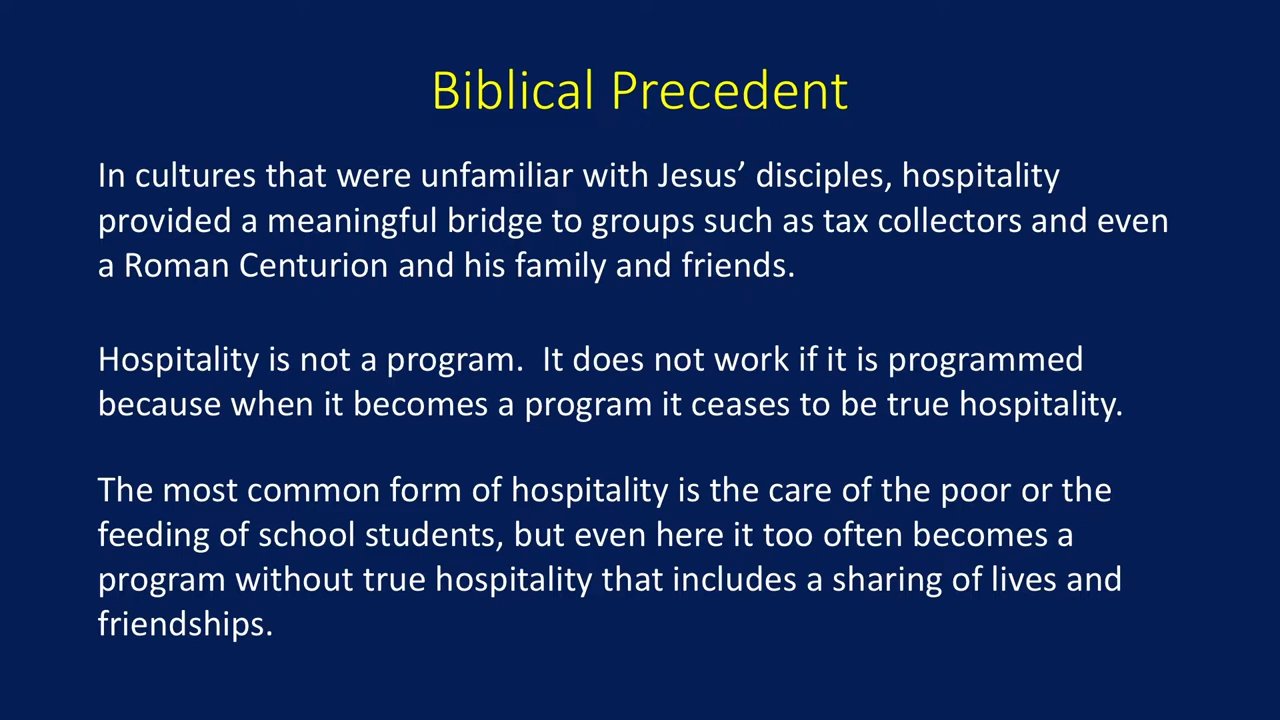 Biblical Precedent
In cultures that were unfamiliar with Jesus’ disciples, hospitality
provided a meaningful bridge to groups such as tax collectors and even
a Roman Centurion and his family and friends.
Hospitality is not a program.  It does not work if it is programmed
because when it becomes a program it ceases to be true hospitality.
The most common form of hospitality is the care of the poor or the
feeding of school students, but even here it too often becomes a
program without true hospitality that includes a sharing of lives and
friendships.